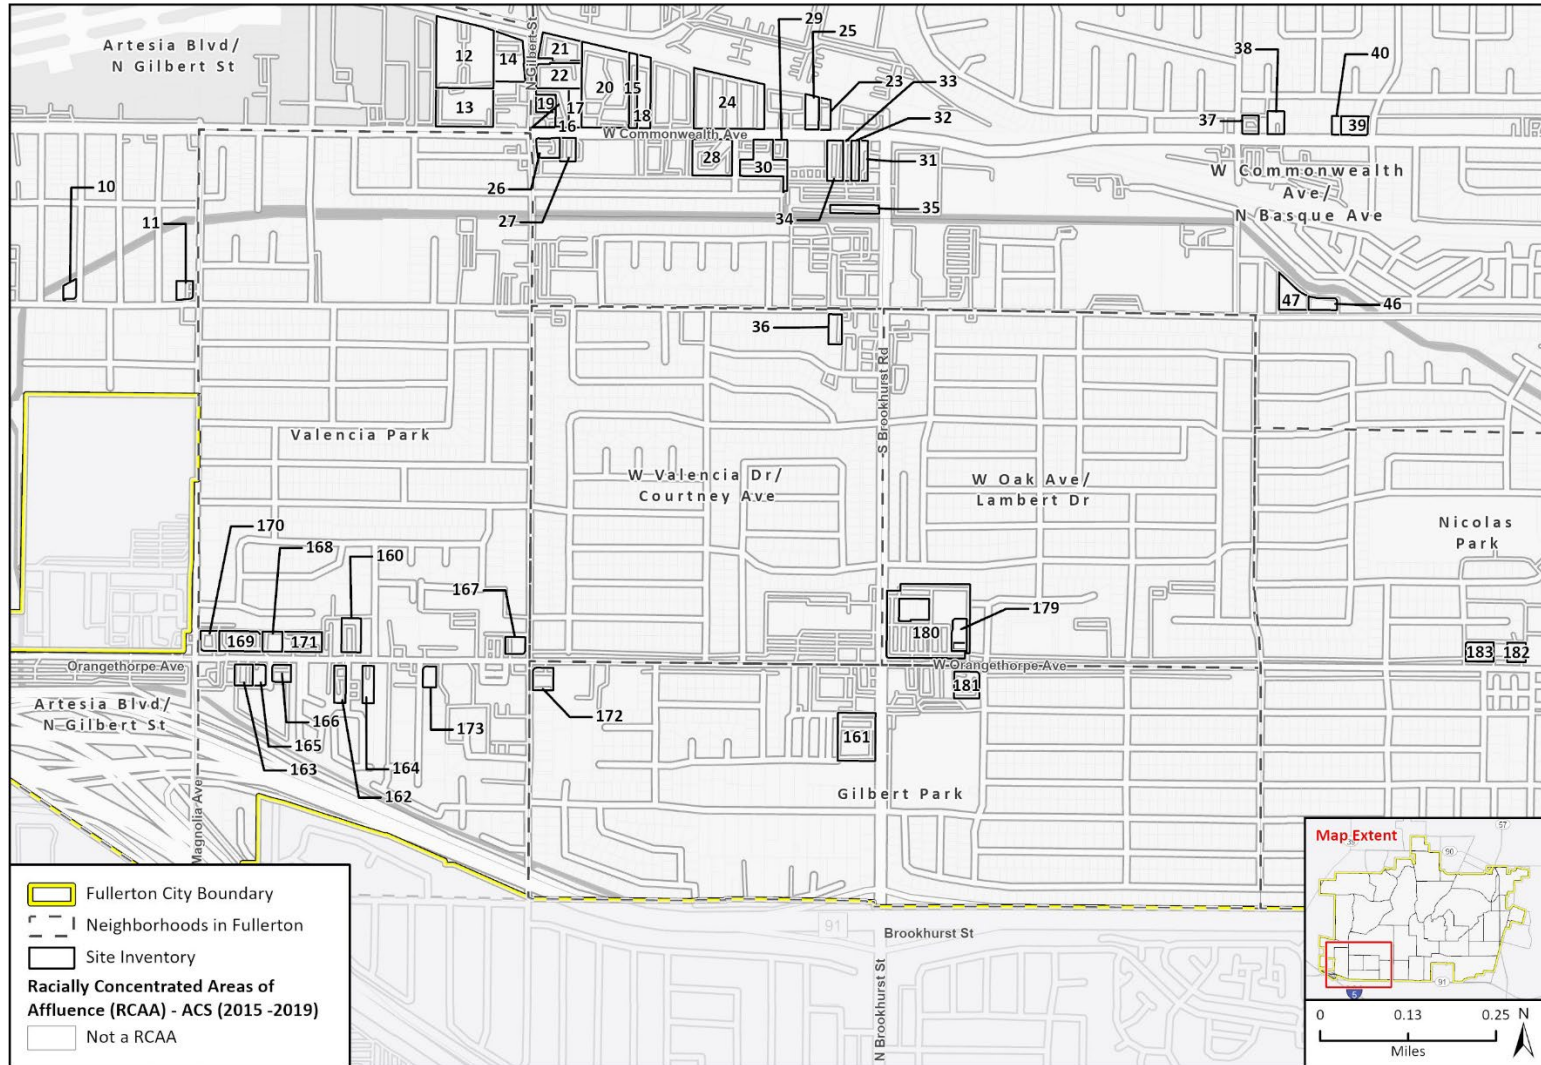 29
25
38
40
Artesia Blvd/
N Gilbert St
12
14
N Gilbert St
21
22
20
15
18
24
23
33
13
19
17
16
W Commonwealth Ave
32
37
39
28
30
31
26
27
34
35
10
11
W Commonwealth
Ave/
N Basque Ave
47
46
36
S Brookhurst Rd
Valencia Park
W Valencia Dr/
Courtney Ave
W Oak Ave/
Lambert Dr
Nicolas
Park
170
168
160
167
179
180
169
171
183
182
Orangethorpe Ave
W Orangethorpe Ave
181
Artesia Blvd/
N Gilbert St
166
165
163
162
164
173
172
161
Gilbert Park
Magnolia Ave
91
Brookhurst St
N Brookhurst St
Fullerton City Boundary
Neighborhoods in Fullerton
Site Inventory
Racially Concentrated Areas of
Affluence (RCAA) - ACS (2015 -2019)
Not a RCAA
Map Extent
57
90
91
5
0 0.13 0.25
Miles
N